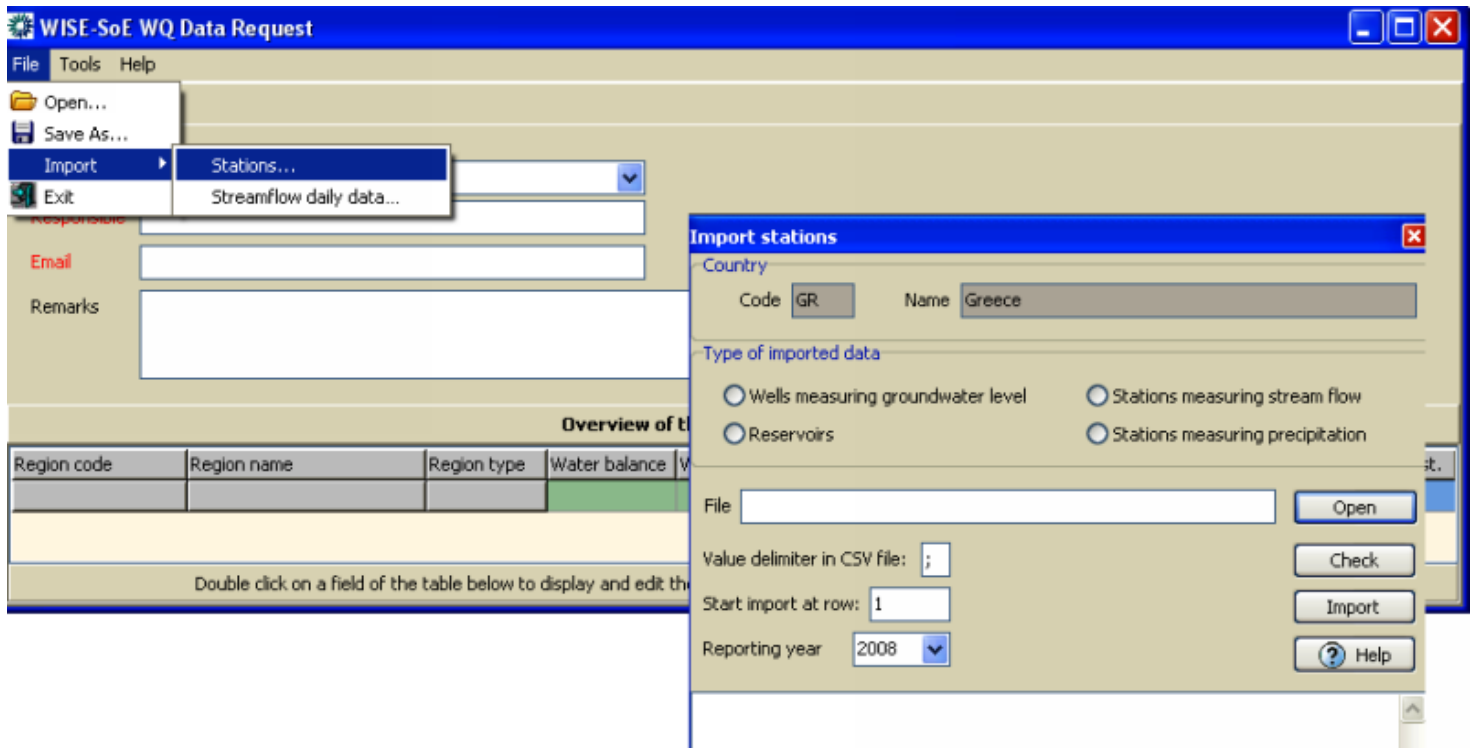 WISE-SoE WQ Data Request
File Tools Help
Open...
Save As...
Import
Stations...
Exit
Streamflow daily data...
Responsible
Email
Remarks
Import stations
Country
Code GR Name Greece
Type of imported data
Wells measuring groundwater level Stations measuring stream flow
Reservoirs Stations measuring precipitation
Overview of
Region code Region name Region type Water balance
File Open
Value delimiter in CSV file: ; Check
Start import at row: 1 Import
Reporting year 2008 Help
Double click on a field of the table below to display and edit